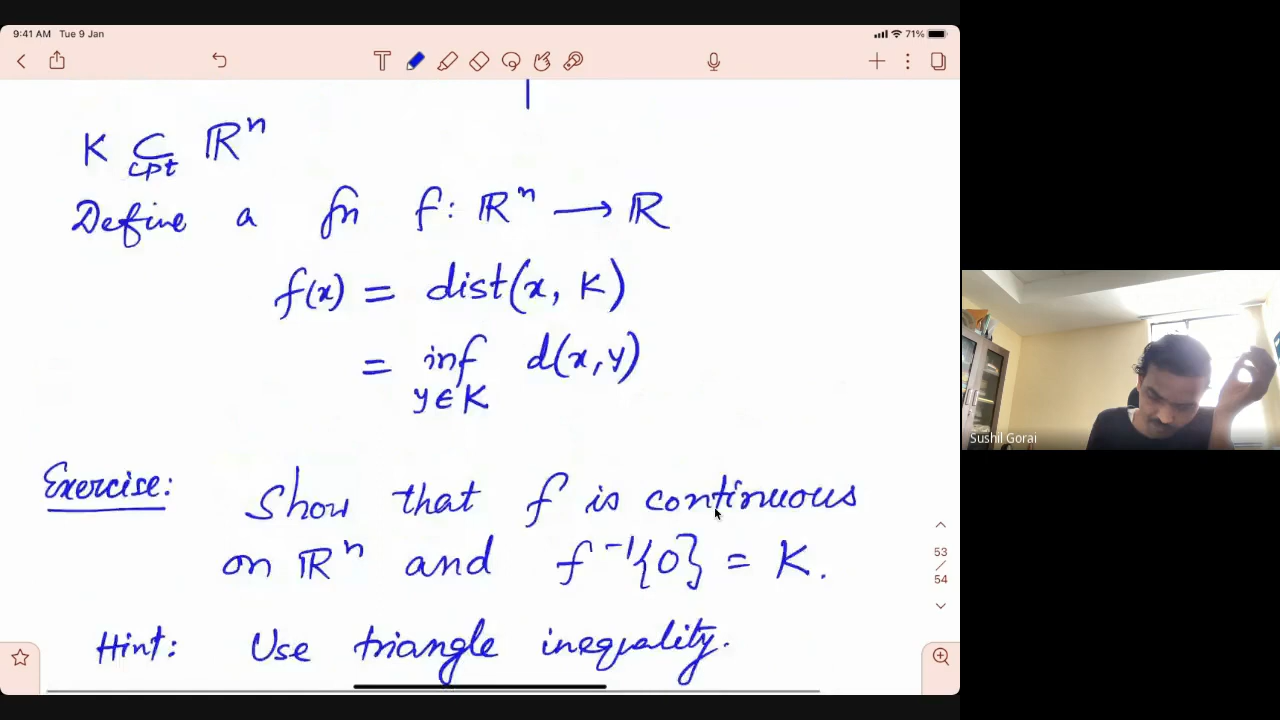 9:41 AM Tue 9 Jan
71%
K ⊂ ℝⁿ
cpt
Define a fn f: ℝⁿ ⟶ ℝ
f(x) = dist(x, K)
= inf d(x,y)
y∈K
Sushil Gorai
Exercise: Show that f is continuous
on ℝⁿ and f⁻¹{0} = K.
53
/
54
Hint: Use triangle inequality.